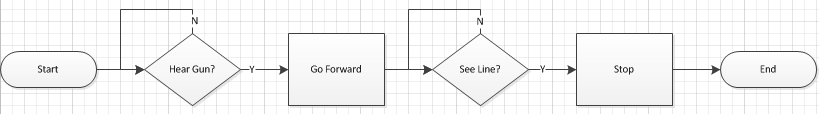 N
N
Start
Hear Gun?
Y
Go Forward
See Line?
Y
Stop
End